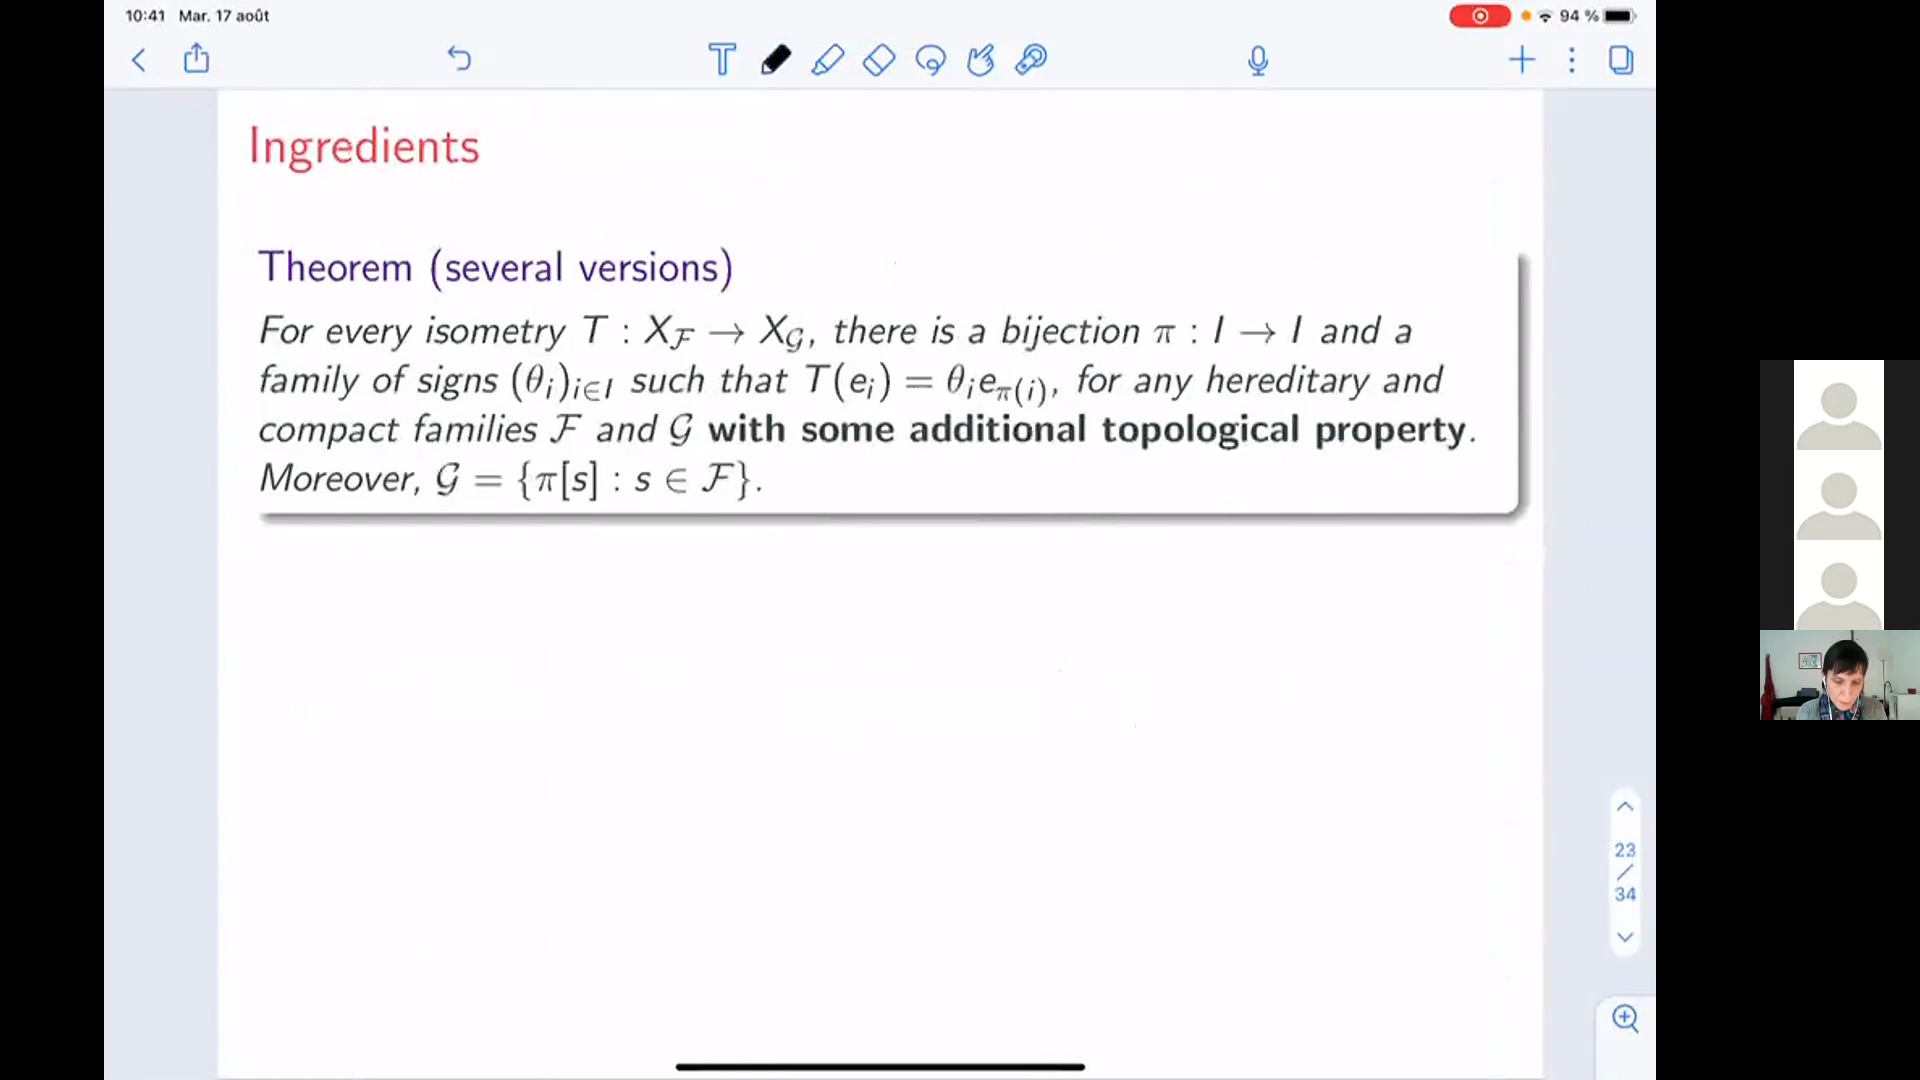 10:41 Mar. 17 août
94 %
Ingredients
Theorem (several versions)
For every isometry T : X_ℱ → X_𝒢, there is a bijection π : I → I and a
family of signs (θ_i)_{i∈I} such that T(e_i) = θ_i e_{π(i)}, for any hereditary and
compact families ℱ and 𝒢 with some additional topological property.
Moreover, 𝒢 = {π[s] : s ∈ ℱ}.
23
/
34